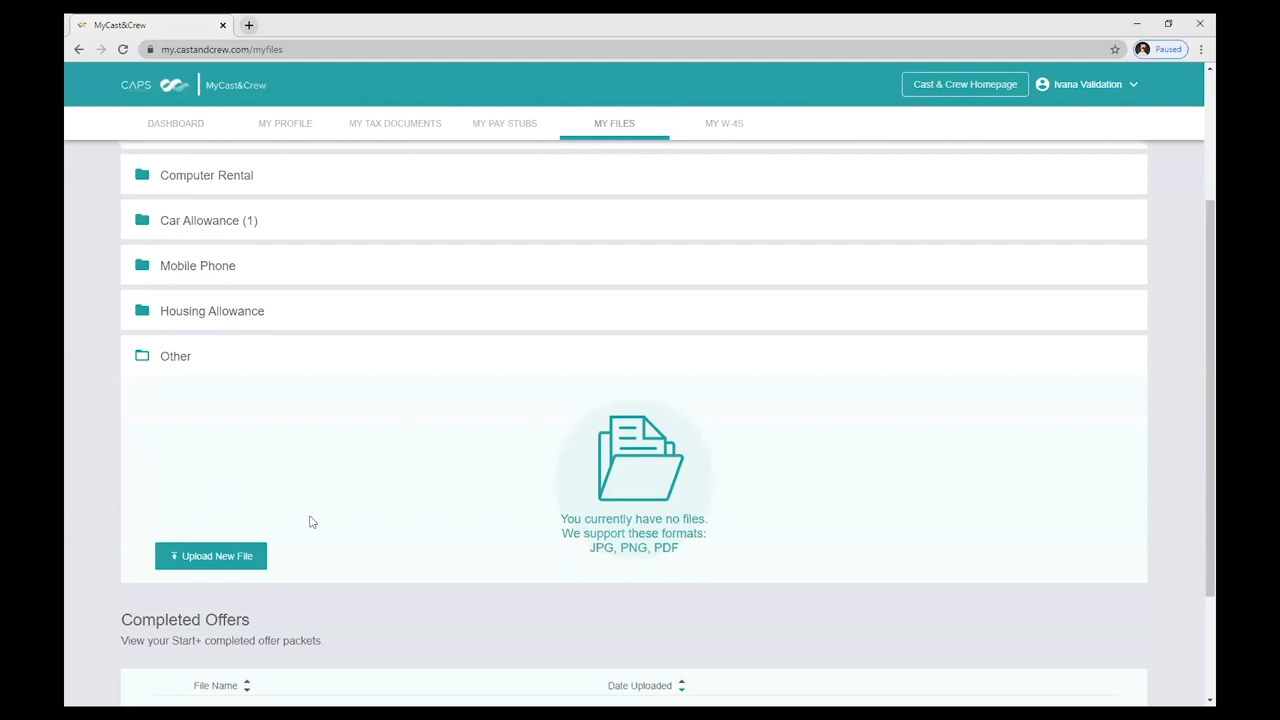 MyCast&Crew
my.castandcrew.com/myfiles
Paused
CAPS MyCast&Crew
Cast & Crew Homepage
Ivana Validation
DASHBOARD MY PROFILE MY TAX DOCUMENTS MY PAY STUBS MY FILES MY W-4S
Computer Rental
Car Allowance (1)
Mobile Phone
Housing Allowance
Other
You currently have no files.
We support these formats:
JPG, PNG, PDF
Upload New File
Completed Offers
View your Start+ completed offer packets.
File Name Date Uploaded